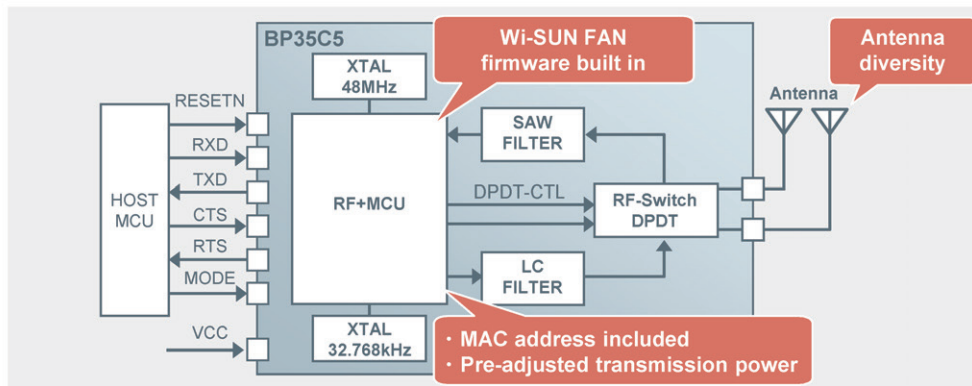 BP35C5
Wi-SUN FAN
firmware built in
Antenna
diversity
XTAL
48MHz
Antenna
RESETN
RXD
TXD
CTS
RTS
MODE
VCC
HOST
MCU
RF+MCU
SAW
FILTER
DPDT-CTL
RF-Switch
DPDT
LC
FILTER
XTAL
32.768kHz
・MAC address included
・Pre-adjusted transmission power